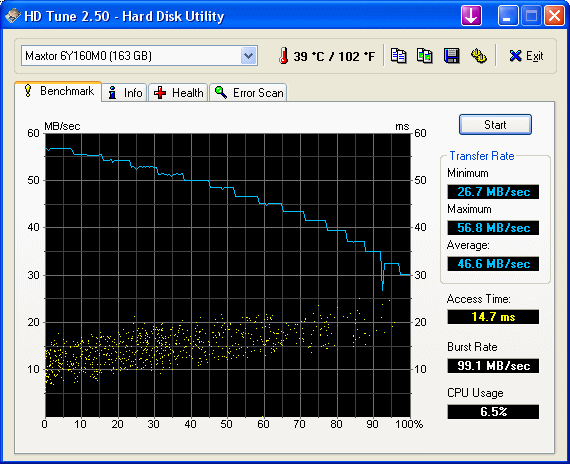 HD Tune 2.50 - Hard Disk Utility
Maxtor 6Y160M0 (163 GB)
39 °C / 102 °F
Exit
Benchmark Info Health Error Scan
MB/sec ms
60 60
50 50
40 40
30 30
20 20
10 10
0 10 20 30 40 50 60 70 80 90 100%
Start
Transfer Rate
Minimum
26.7 MB/sec
Maximum
56.8 MB/sec
Average:
46.6 MB/sec
Access Time:
14.7 ms
Burst Rate
99.1 MB/sec
CPU Usage
6.5%